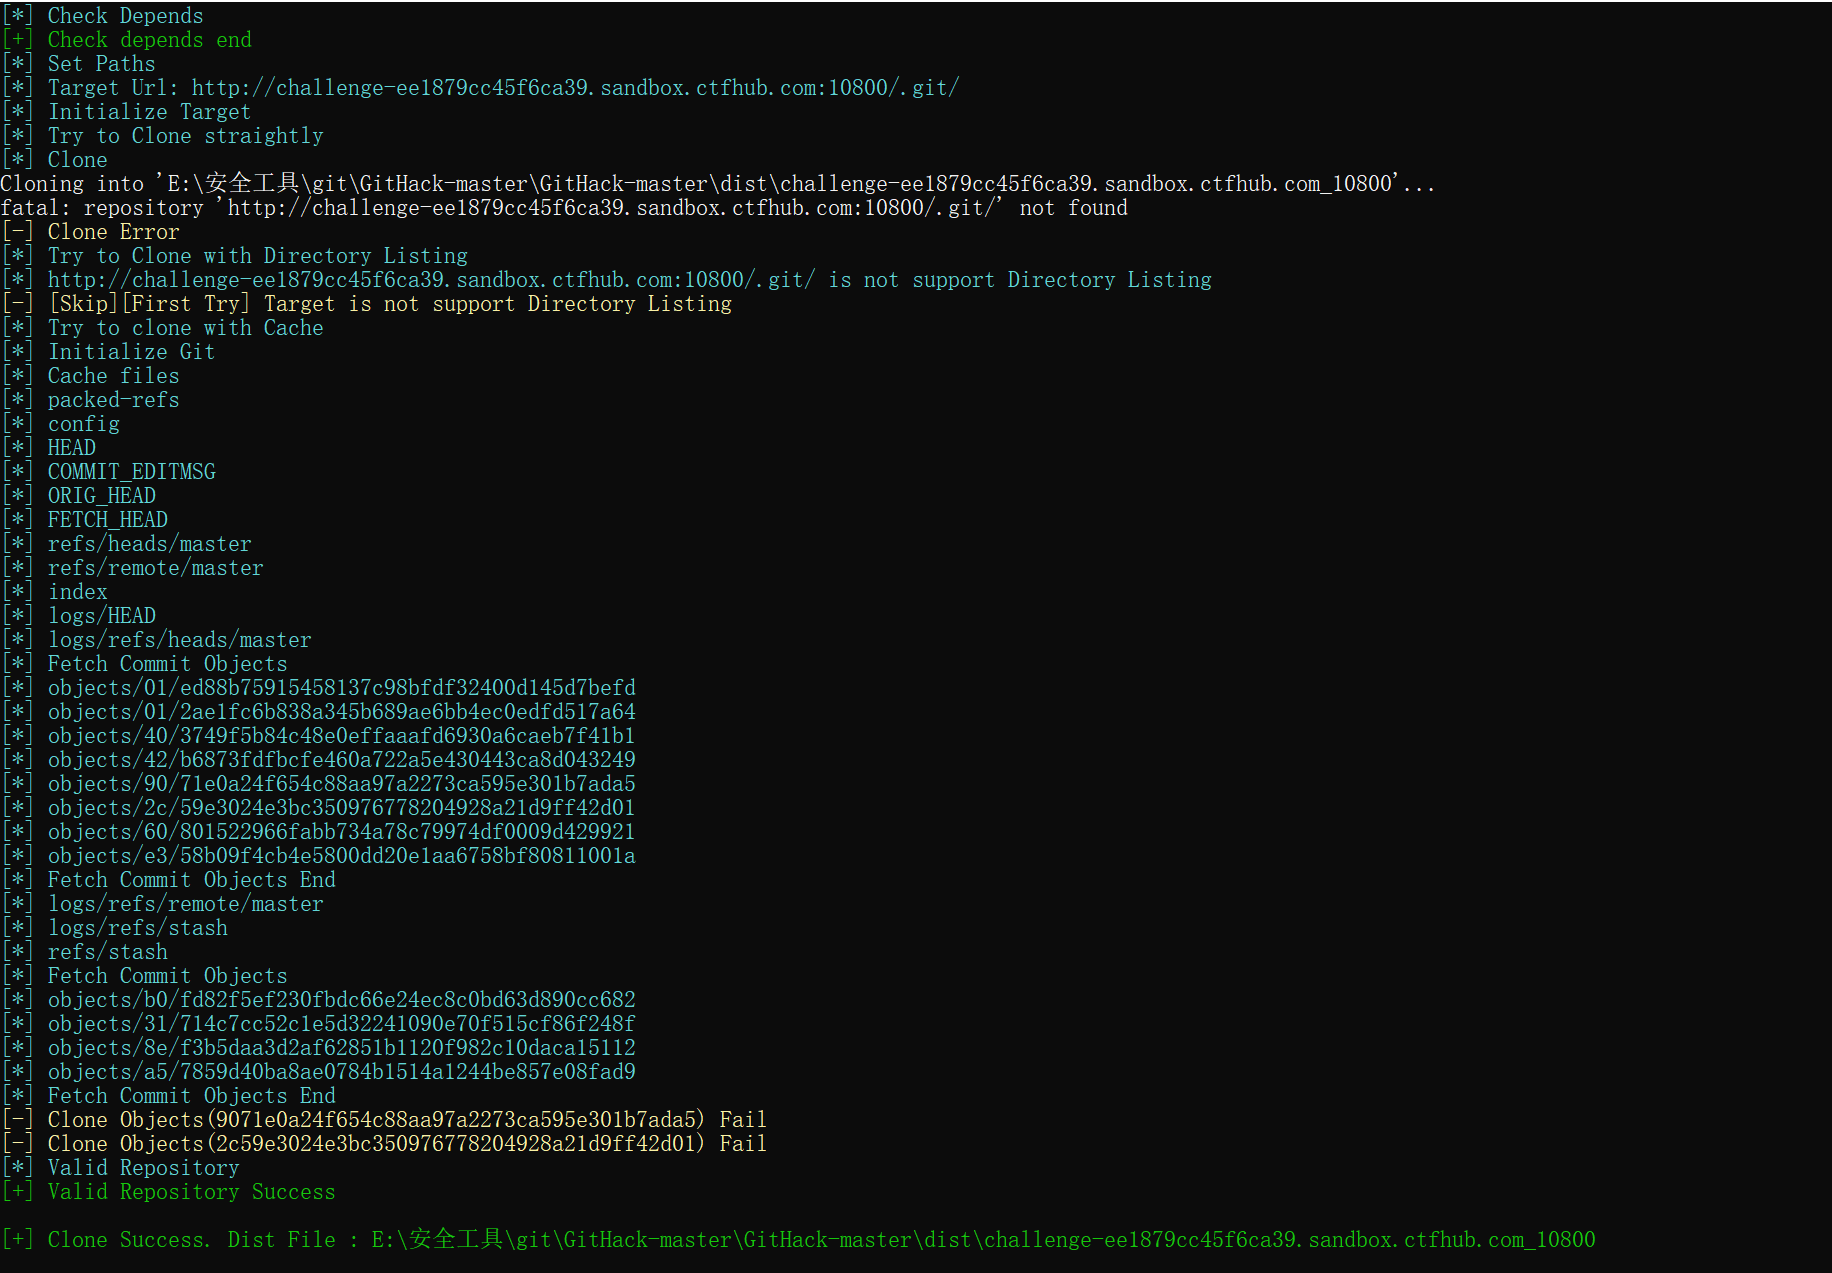 [*] Check Depends
[+] Check depends end
[*] Set Paths
[*] Target Url: http://challenge-ee1879cc45f6ca39.sandbox.ctfhub.com:10800/.git/
[*] Initialize Target
[*] Try to Clone straightly
[*] Clone
Cloning into 'E:\安全工具\git\GitHack-master\GitHack-master\dist\challenge-ee1879cc45f6ca39.sandbox.ctfhub.com_10800'...
fatal: repository 'http://challenge-ee1879cc45f6ca39.sandbox.ctfhub.com:10800/.git/' not found
[-] Clone Error
[*] Try to Clone with Directory Listing
[*] http://challenge-ee1879cc45f6ca39.sandbox.ctfhub.com:10800/.git/ is not support Directory Listing
[-] [Skip][First Try] Target is not support Directory Listing
[*] Try to clone with Cache
[*] Initialize Git
[*] Cache files
[*] packed-refs
[*] config
[*] HEAD
[*] COMMIT_EDITMSG
[*] ORIG_HEAD
[*] FETCH_HEAD
[*] refs/heads/master
[*] refs/remote/master
[*] index
[*] logs/HEAD
[*] logs/refs/heads/master
[*] Fetch Commit Objects
[*] objects/01/ed88b75915458137c98bfdf32400d145d7befd
[*] objects/01/2ae1fc6b838a345b689ae6bb4ec0edfd517a64
[*] objects/40/3749f5b84c48e0effaaafd6930a6caeb7f41b1
[*] objects/42/b6873fdfbcfe460a722a5e430443ca8d043249
[*] objects/90/71e0a24f654c88aa97a2273ca595e301b7ada5
[*] objects/2c/59e3024e3bc350976778204928a21d9ff42d01
[*] objects/60/801522966fabb734a78c79974df0009d429921
[*] objects/e3/58b09f4cb4e5800dd20e1aa6758bf80811001a
[*] Fetch Commit Objects End
[*] logs/refs/remote/master
[*] logs/refs/stash
[*] refs/stash
[*] Fetch Commit Objects
[*] objects/b0/fd82f5ef230fbdc66e24ec8c0bd63d890cc682
[*] objects/31/714c7cc52c1e5d32241090e70f515cf86f248f
[*] objects/8e/f3b5daa3d2af62851b1120f982c10daca15112
[*] objects/a5/7859d40ba8ae0784b1514a1244be857e08fad9
[*] Fetch Commit Objects End
[-] Clone Objects(9071e0a24f654c88aa97a2273ca595e301b7ada5) Fail
[-] Clone Objects(2c59e3024e3bc350976778204928a21d9ff42d01) Fail
[*] Valid Repository
[+] Valid Repository Success
[+] Clone Success. Dist File : E:\安全工具\git\GitHack-master\GitHack-master\dist\challenge-ee1879cc45f6ca39.sandbox.ctfhub.com_10800